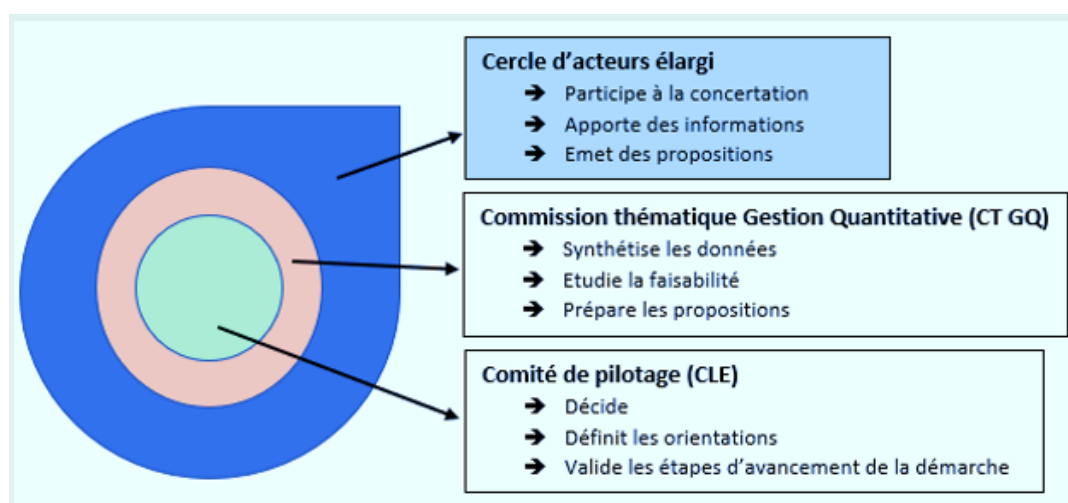 Cercle d'acteurs élargi
➔ Participe à la concertation
➔ Apporte des informations
➔ Emet des propositions
Commission thématique Gestion Quantitative (CT GQ)
➔ Synthétise les données
➔ Etudie la faisabilité
➔ Prépare les propositions
Comité de pilotage (CLE)
➔ Décide
➔ Définit les orientations
➔ Valide les étapes d'avancement de la démarche